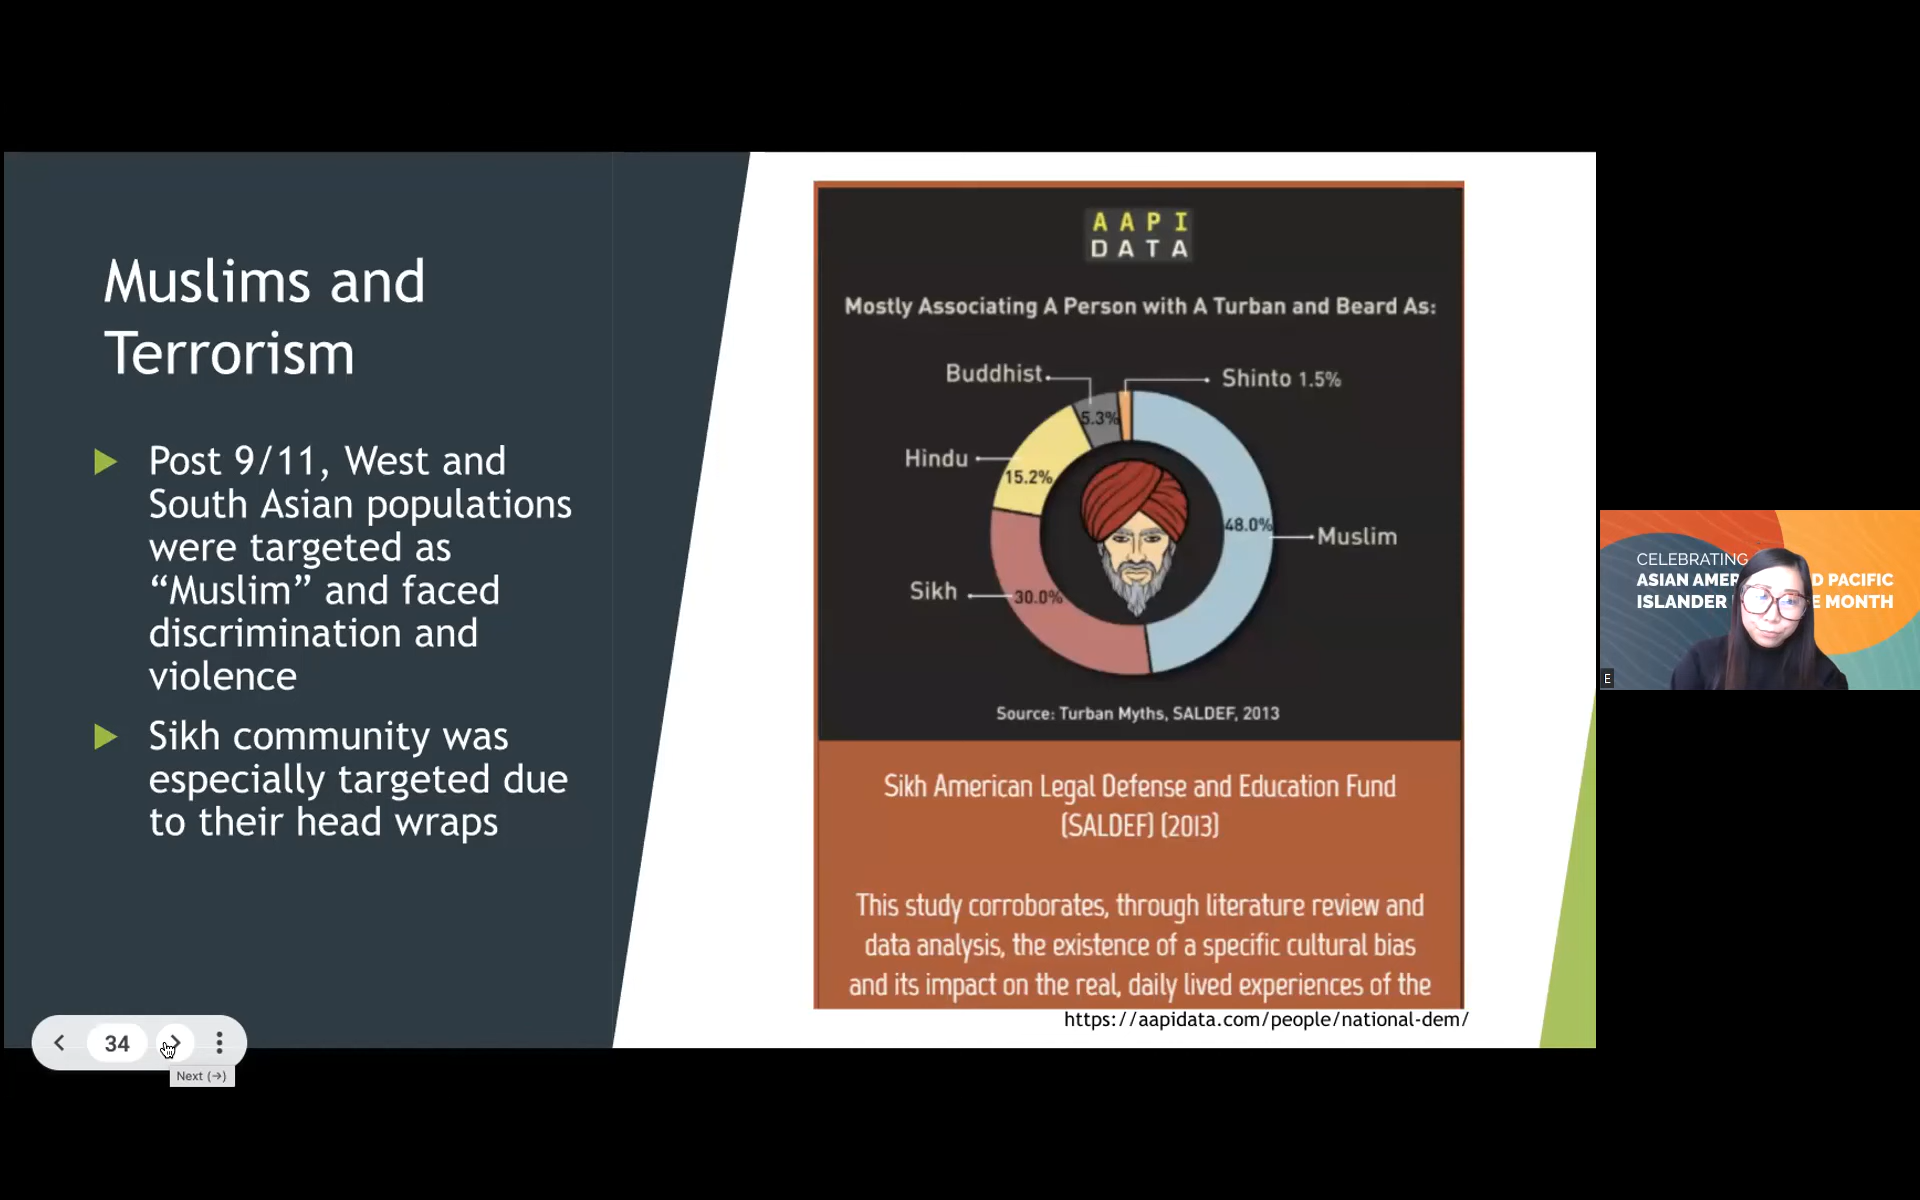 Muslims and
Terrorism
Post 9/11, West and
South Asian populations
were targeted as
“Muslim” and faced
discrimination and
violence
Sikh community was
especially targeted due
to their head wraps
AAPI
DATA
Mostly Associating A Person with A Turban and Beard As:
Buddhist
Shinto 1.5%
5.3%
Hindu
15.2%
48.0%
Muslim
Sikh
30.0%
Source: Turban Myths, SALDEF, 2013
Sikh American Legal Defense and Education Fund
(SALDEF) (2013)
This study corroborates, through literature review and
data analysis, the existence of a specific cultural bias
and its impact on the real, daily lived experiences of the
https://aapidata.com/people/national-dem/
34
Next (→)
CELEBRATING
ASIAN AMER D PACIFIC
ISLANDER E MONTH
E